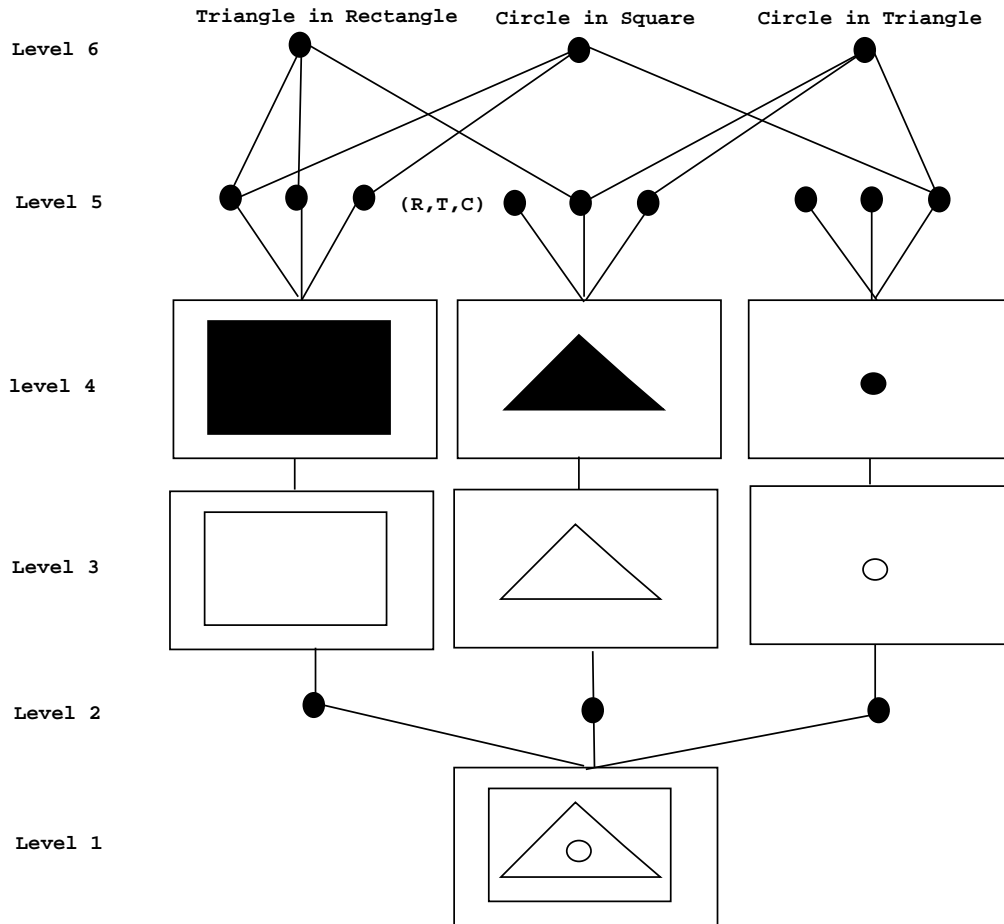 Triangle in Rectangle Circle in Square Circle in Triangle
Level 6
Level 5 (R,T,C)
level 4
Level 3
Level 2
Level 1